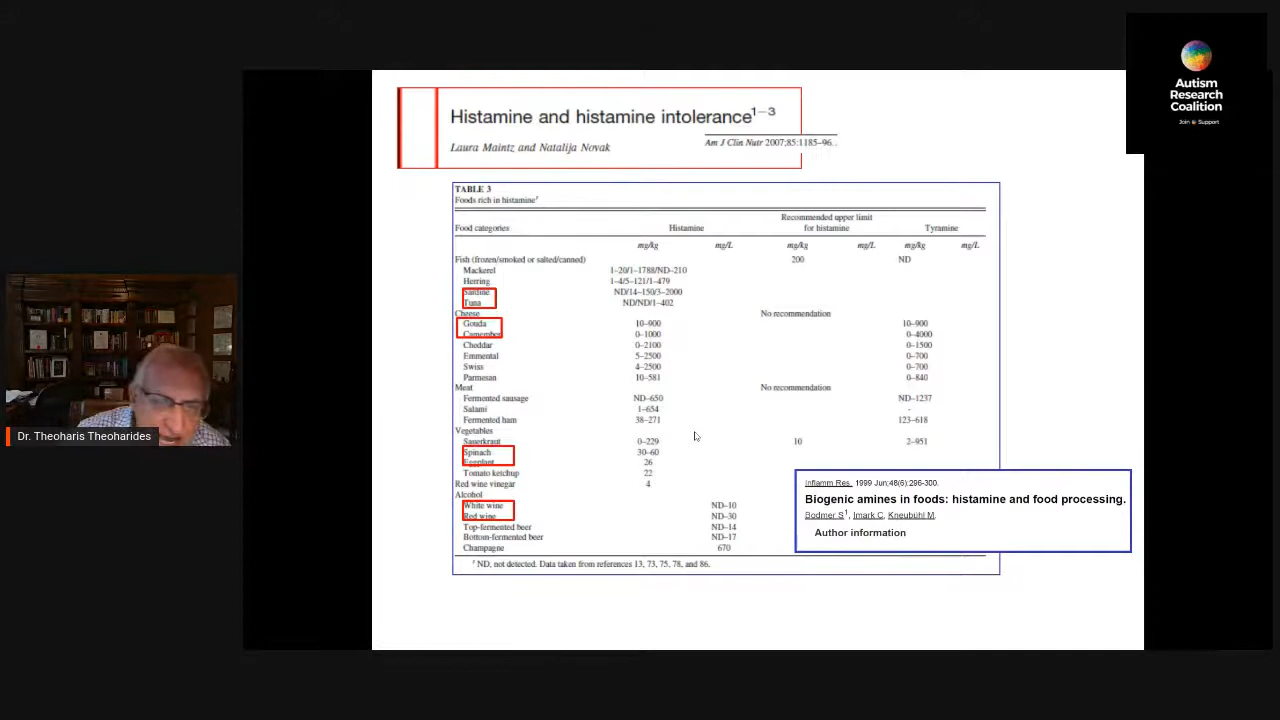 Autism
Research
Coalition
Join Support
Histamine and histamine intolerance1–3
Laura Maintz and Natalija Novak
Am J Clin Nutr 2007;85:1185–96.
TABLE 3
Foods rich in histamine1
Recommended upper limit
Food categories Histamine for histamine Tyramine
mg/kg mg/L mg/kg mg/L mg/kg mg/L
Fish (frozen/smoked or salted/canned) 200 ND
Mackerel 1–20/1–1788/ND–210
Herring 1–4/5–121/1–479
Sardine ND/14–150/3–2000
Tuna ND/ND/1–402
Cheese No recommendation
Gouda 10–900 10–900
Camembert 0–1000 0–4000
Cheddar 0–2100 0–1500
Emmental 5–2500 0–700
Swiss 4–2500 0–700
Parmesan 10–581 0–840
Meat No recommendation
Fermented sausage ND–650 ND–1237
Salami 1–654 -
Fermented ham 38–271 123–618
Vegetables
Sauerkraut 0–229 10 2–951
Spinach 30–60
Eggplant 26
Tomato ketchup 22
Red wine vinegar 4
Alcohol
White wine ND–10
Red wine ND–30
Top-fermented beer ND–14
Bottom-fermented beer ND–17
Champagne 670
1 ND, not detected. Data taken from references 13, 73, 75, 78, and 86.
Inflamm Res. 1999 Jun;48(6):296-300.
Biogenic amines in foods: histamine and food processing.
Bodmer S1, Imark C, Kneubühl M.
Author information
Dr. Theoharis Theoharides